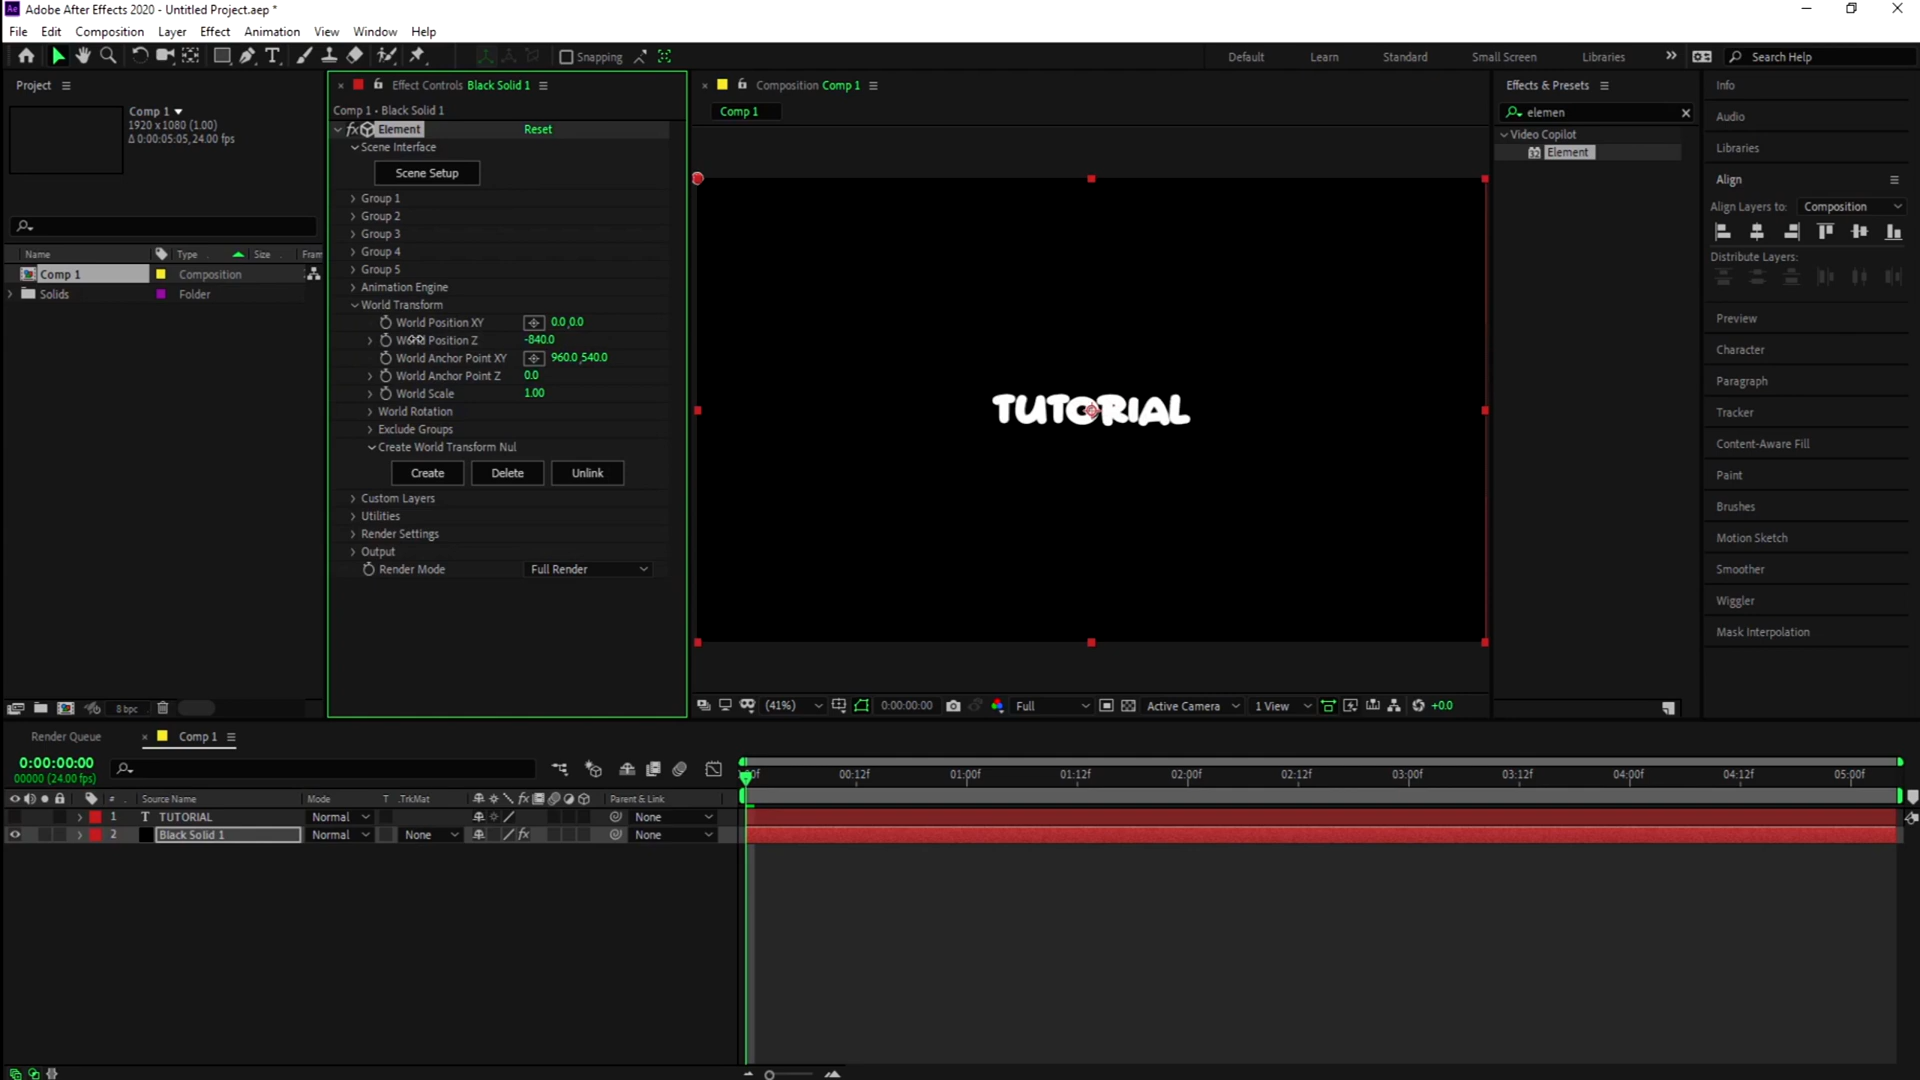 Ae Adobe After Effects 2020 - Untitled Project.aep *
File Edit Composition Layer Effect Animation View Window Help
Snapping Default Learn Standard Small Screen Libraries Search Help
Project
Comp 1
1920 x 1080 (1.00)
Δ 0:00:05:05, 24.00 fps
Name Type Size Fram
Comp 1 Composition
Solids Folder
8 bpc
Effect Controls Black Solid 1
Comp 1 • Black Solid 1
fx Element Reset
Scene Interface
Scene Setup
Group 1
Group 2
Group 3
Group 4
Group 5
Animation Engine
World Transform
World Position XY 0.0,0.0
World Position Z -840.0
World Anchor Point XY 960.0,540.0
World Anchor Point Z 0.0
World Scale 1.00
World Rotation
Exclude Groups
Create World Transform Nul
Create Delete Unlink
Custom Layers
Utilities
Render Settings
Output
Render Mode Full Render
Composition Comp 1
Comp 1
TUTORIAL
(41%) 0:00:00:00 Full Active Camera 1 View +0.0
Effects & Presets
elemen
Video Copilot
32 Element
Info
Audio
Libraries
Align
Align Layers to: Composition
Distribute Layers:
Preview
Character
Paragraph
Tracker
Content-Aware Fill
Paint
Brushes
Motion Sketch
Smoother
Wiggler
Mask Interpolation
Render Queue Comp 1
0:00:00:00
00000 (24.00 fps)
00:12f 01:00f 01:12f 02:00f 02:12f 03:00f 03:12f 04:00f 04:12f 05:00f
# Source Name Mode T .TrkMat fx Parent & Link
1 T TUTORIAL Normal None
2 Black Solid 1 Normal None fx None